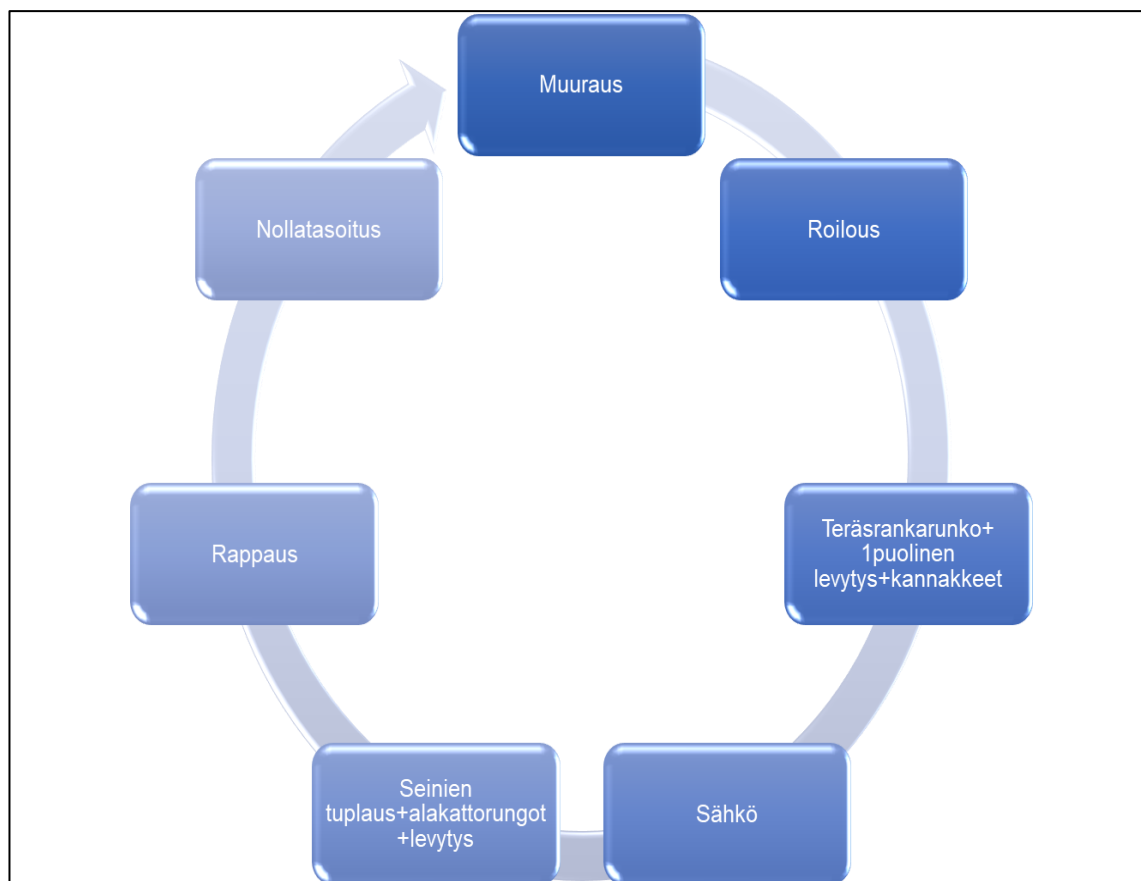 Muuraus
Roilous
Teräsrankarunko+
1puolinen
levytys+kannakkeet
Sähkö
Seinien
tuplaus+alakattorungot
+levytys
Rappaus
Nollatasoitus